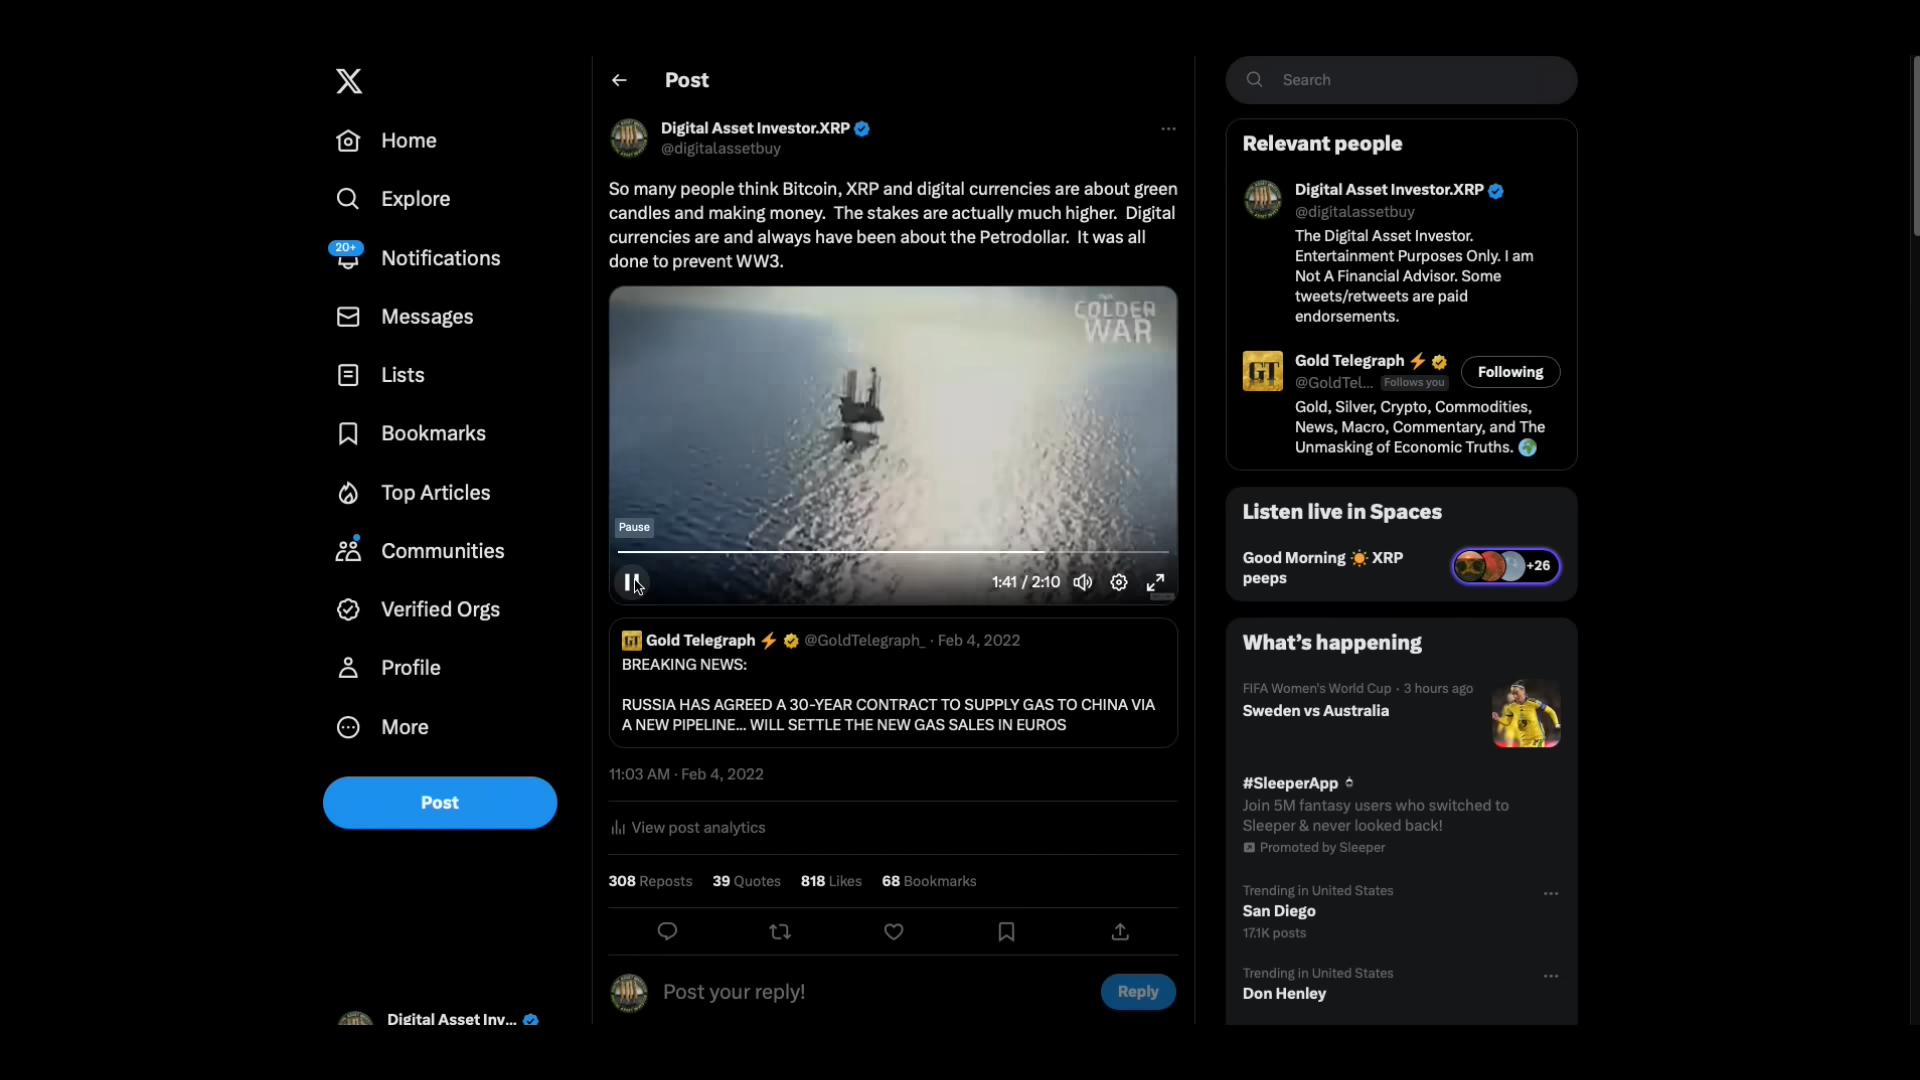 Home
Explore
20+
Notifications
Messages
Lists
Bookmarks
Top Articles
Communities
Verified Orgs
Profile
More
Post
Digital Asset Inv...
Post
Digital Asset Investor.XRP
@digitalassetbuy
So many people think Bitcoin, XRP and digital currencies are about green
candles and making money.  The stakes are actually much higher.  Digital
currencies are and always have been about the Petrodollar.  It was all
done to prevent WW3.
COLDER
WAR
Pause
1:41 / 2:10
GT Gold Telegraph ⚡ @GoldTelegraph_ · Feb 4, 2022
BREAKING NEWS:
RUSSIA HAS AGREED A 30-YEAR CONTRACT TO SUPPLY GAS TO CHINA VIA
A NEW PIPELINE... WILL SETTLE THE NEW GAS SALES IN EUROS
11:03 AM · Feb 4, 2022
View post analytics
308 Reposts 39 Quotes 818 Likes 68 Bookmarks
Post your reply!
Reply
Search
Relevant people
Digital Asset Investor.XRP
@digitalassetbuy
The Digital Asset Investor.
Entertainment Purposes Only. I am
Not A Financial Advisor. Some
tweets/retweets are paid
endorsements.
GT
Gold Telegraph ⚡
@GoldTel... Follows you
Following
Gold, Silver, Crypto, Commodities,
News, Macro, Commentary, and The
Unmasking of Economic Truths. 🌍
Listen live in Spaces
Good Morning ☀️ XRP
peeps
+26
What's happening
FIFA Women's World Cup · 3 hours ago
Sweden vs Australia
#SleeperApp
Join 5M fantasy users who switched to
Sleeper & never looked back!
Promoted by Sleeper
Trending in United States
San Diego
17.1K posts
Trending in United States
Don Henley